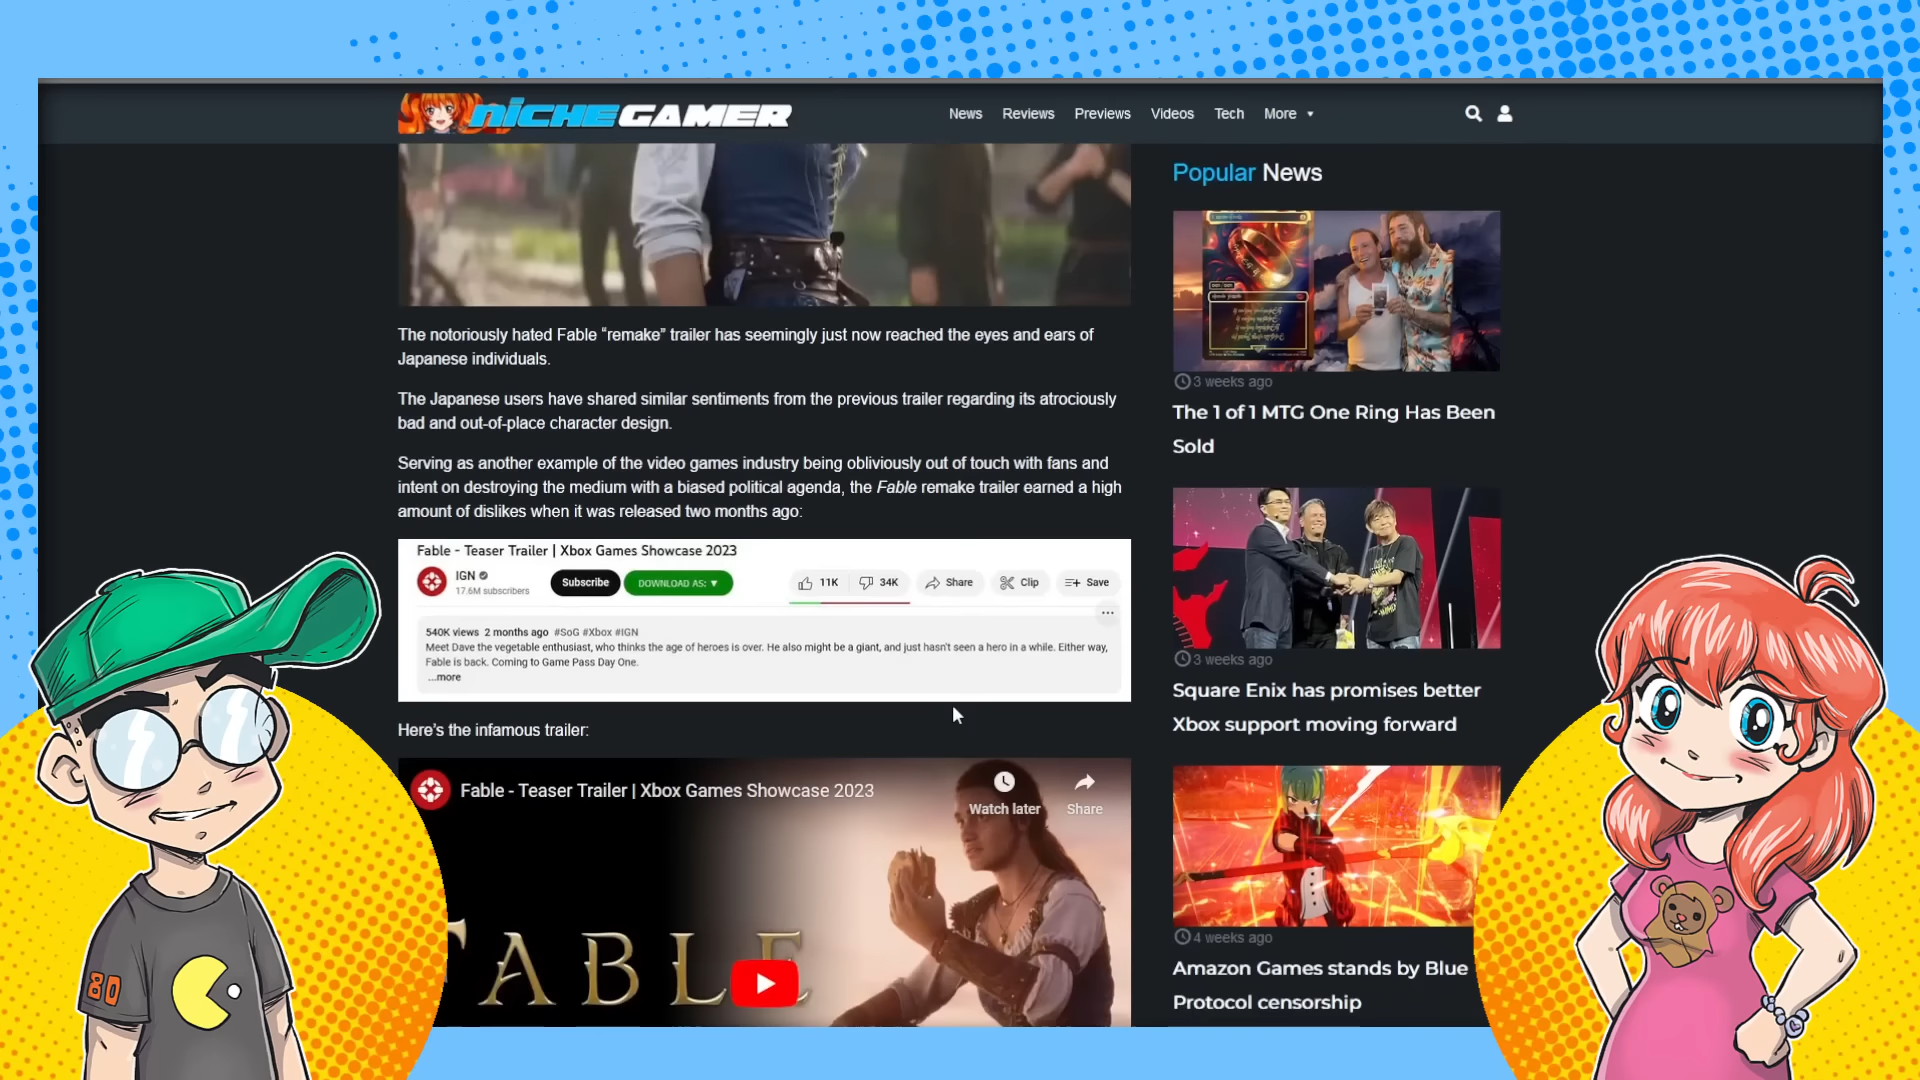 NICHEGAMER
News Reviews Previews Videos Tech More
The notoriously hated Fable “remake” trailer has seemingly just now reached the eyes and ears of
Japanese individuals.
The Japanese users have shared similar sentiments from the previous trailer regarding its atrociously
bad and out-of-place character design.
Serving as another example of the video games industry being obliviously out of touch with fans and
intent on destroying the medium with a biased political agenda, the Fable remake trailer earned a high
amount of dislikes when it was released two months ago:
Fable - Teaser Trailer | Xbox Games Showcase 2023
IGN
17.6M subscribers
Subscribe
DOWNLOAD AS: ▼
11K
34K
Share
Clip
Save
...
540K views 2 months ago #SoG #Xbox #IGN
Meet Dave the vegetable enthusiast, who thinks the age of heroes is over. He also might be a giant, and just hasn't seen a hero in a while. Either way,
Fable is back. Coming to Game Pass Day One.
...more
Here’s the infamous trailer:
Fable - Teaser Trailer | Xbox Games Showcase 2023
Watch later
Share
FABLE
Popular News
3 weeks ago
The 1 of 1 MTG One Ring Has Been
Sold
3 weeks ago
Square Enix has promises better
Xbox support moving forward
4 weeks ago
Amazon Games stands by Blue
Protocol censorship
80